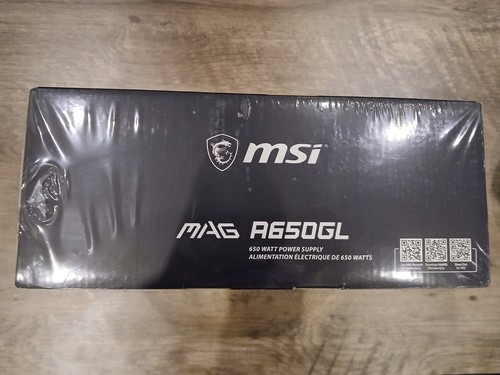 msi
MAG A650GL
650 WATT POWER SUPPLY
ALIMENTATION ÉLECTRIQUE DE 650 WATTS